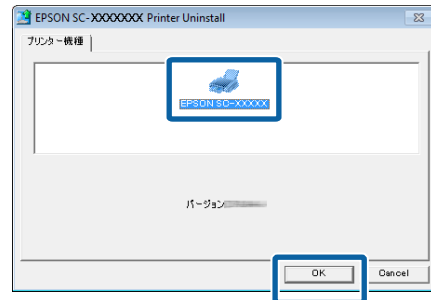 EPSON SC-XXXXXXX Printer Uninstall
プリンター機種
EPSON SC-XXXXX
バージョン
OK
Cancel